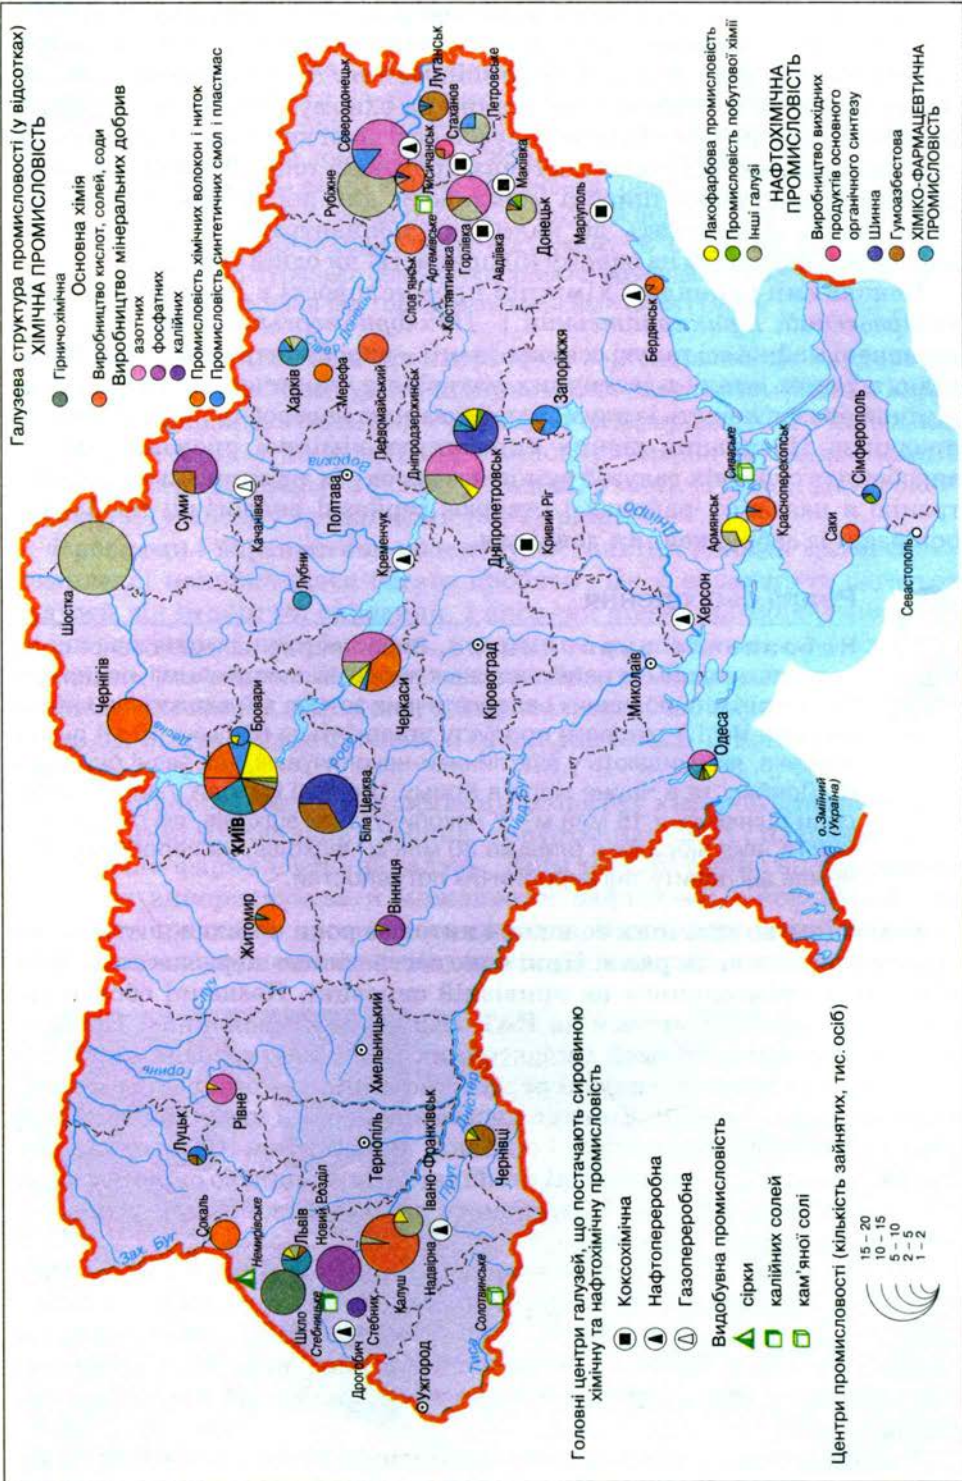 Галузева структура промисловості (у відсотках)
ХІМІЧНА ПРОМИСЛОВІСТЬ
Гірничохімічна
Основна хімія
Виробництво кислот, солей, соди
Виробництво мінеральних добрив
азотних
фосфатних
калійних
Промисловість хімічних волокон і ниток
Промисловість синтетичних смол і пластмас
Лакофарбова промисловість
Промисловість побутової хімії
Інші галузі
НАФТОХІМІЧНА
ПРОМИСЛОВІСТЬ
Виробництво вихідних
продуктів основного
органічного синтезу
Шинна
Гумоазбестова
ХІМІКО-ФАРМАЦЕВТИЧНА
ПРОМИСЛОВІСТЬ
Головні центри галузей, що постачають сировиною
хімічну та нафтохімічну промисловість
Коксохімічна
Нафтопереробна
Газопереробна
Видобувна промисловість
сірки
калійних солей
кам'яної солі
Центри промисловості (кількість зайнятих, тис. осіб)
15 – 20
10 – 15
5 – 10
2 – 5
1 – 2
Шостка
Чернігів
Десна
Суми
Качанівка
Бровари
КИЇВ
Лубни
Полтава
Ворскла
Харків
Мерефа
Первомайський
Кременчук
Черкаси
Рось
Біла Церква
Житомир
Вінниця
Случ
Горинь
Рівне
Луцьк
Хмельницький
Тернопіль
Зах. Буг
Сокаль
Немирівське
Львів
Новий Розділ
Шкло
Стебницьке
Стебник
Дрогобич
Калуш
Надвірна
Івано-Франківськ
Дністер
Прут
Чернівці
Солотвинське
Тиса
Ужгород
Півд. Буг
Кіровоград
Миколаїв
Одеса
о.Зміїний
(Україна)
Херсон
Кривий Ріг
Дніпропетровськ
Дніпродзержинськ
Дніпро
Запоріжжя
Бердянськ
Маріуполь
Донецьк
Макіївка
Авдіївка
Горлівка
Костянтинівка
Артемівське
Слов'янськ
Лисичанськ
Рубіжне
Сєвєродонецьк
Луганськ
Стаханов
Петровське
Сівер. Донець
Армянськ
Сиваське
Красноперекопськ
Саки
Сімферополь
Севастополь